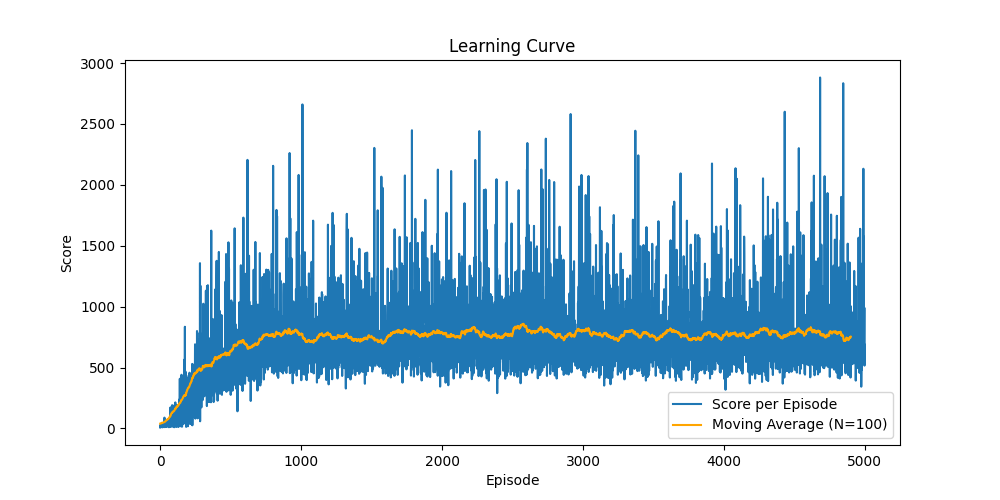 Learning Curve
3000
2500
2000
1500
1000
500
0
Score
0 1000 2000 3000 4000 5000
Episode
Score per Episode
Moving Average (N=100)